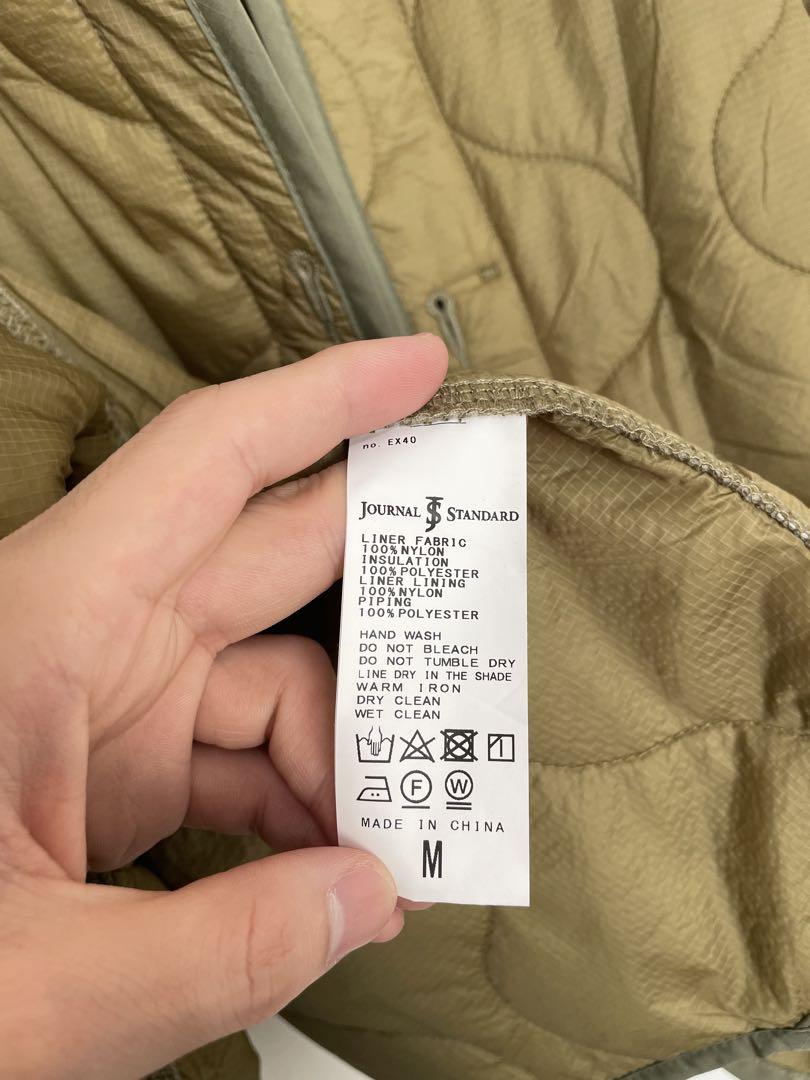 no. EX40
JOURNAL JS STANDARD
LINER FABRIC
100%NYLON
INSULATION
100%POLYESTER
LINER LINING
100%NYLON
PIPING
100%POLYESTER
HAND WASH
DO NOT BLEACH
DO NOT TUMBLE DRY
LINE DRY IN THE SHADE
WARM IRON
DRY CLEAN
WET CLEAN
F W
MADE IN CHINA
M